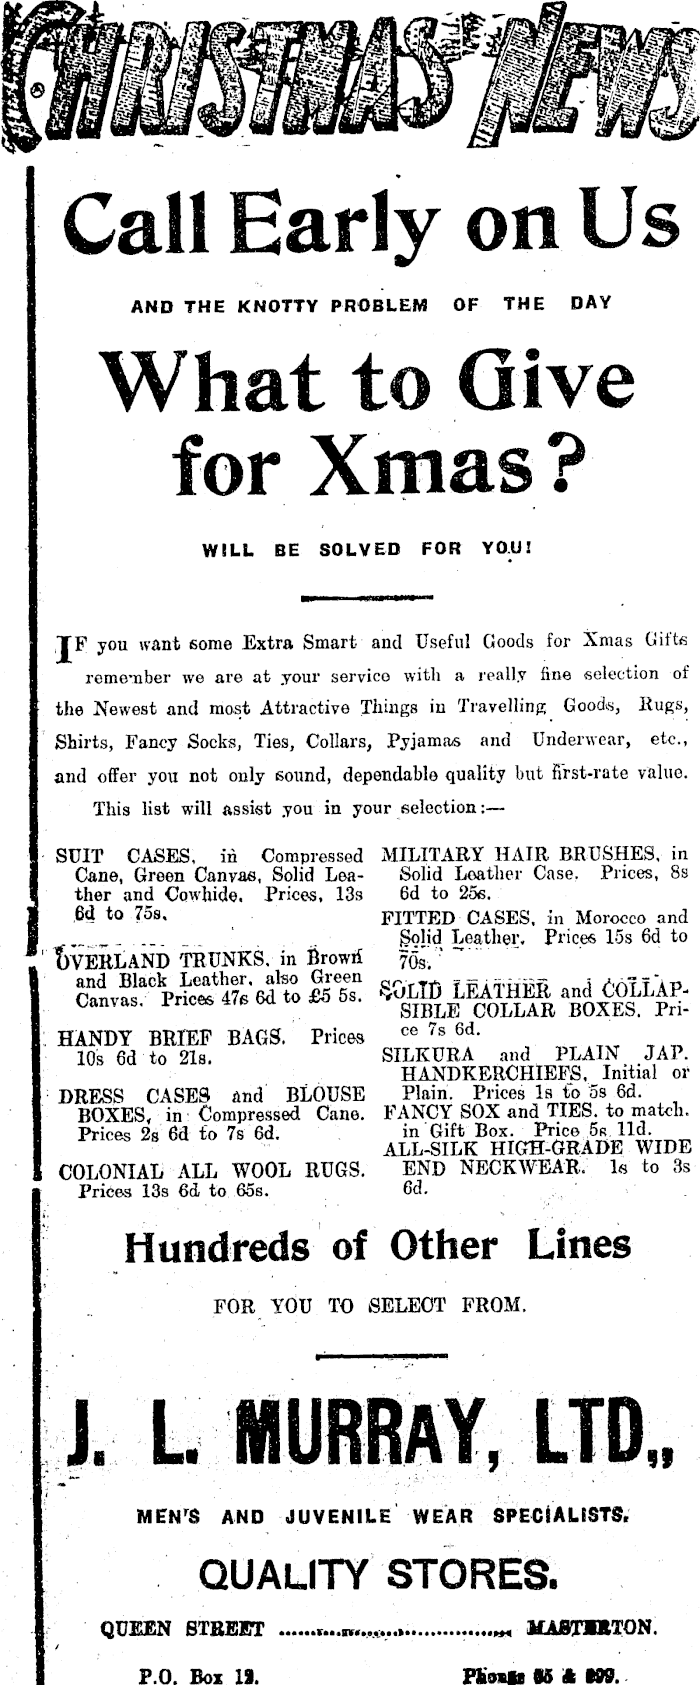 CHRISTMAS NEWS
Call Early on Us
AND THE KNOTTY PROBLEM OF THE DAY
What to Give
for Xmas?
WILL BE SOLVED FOR YOU!
IF you want some Extra Smart and Useful Goods for Xmas Gifts
remember we are at your service with a really fine selection of
the Newest and most Attractive Things in Travelling Goods, Rugs,
Shirts, Fancy Socks, Ties, Collars, Pyjamas and Underwear, etc.,
and offer you not only sound, dependable quality but first-rate value.
This list will assist you in your selection:—
SUIT CASES, in Compressed
Cane, Green Canvas, Solid Lea-
ther and Cowhide. Prices, 13s
6d to 75s.
OVERLAND TRUNKS, in Brown
and Black Leather, also Green
Canvas. Prices 47s 6d to £5 5s.
HANDY BRIEF BAGS. Prices
10s 6d to 21s.
DRESS CASES and BLOUSE
BOXES, in Compressed Cane.
Prices 2s 6d to 7s 6d.
COLONIAL ALL WOOL RUGS.
Prices 13s 6d to 65s.
MILITARY HAIR BRUSHES, in
Solid Leather Case. Prices, 8s
6d to 25s.
FITTED CASES, in Morocco and
Solid Leather. Prices 15s 6d to
70s.
SOLID LEATHER and COLLAP-
SIBLE COLLAR BOXES. Pri-
ce 7s 6d.
SILKURA and PLAIN JAP.
HANDKERCHIEFS, Initial or
Plain. Prices 1s to 5s 6d.
FANCY SOX and TIES. to match.
in Gift Box. Price 5s 11d.
ALL-SILK HIGH-GRADE WIDE
END NECKWEAR. 1s to 3s
6d.
Hundreds of Other Lines
FOR YOU TO SELECT FROM.
J. L. MURRAY, LTD.,
MEN'S AND JUVENILE WEAR SPECIALISTS.
QUALITY STORES.
QUEEN STREET ........ MASTERTON.
P.O. Box 12. Phones &